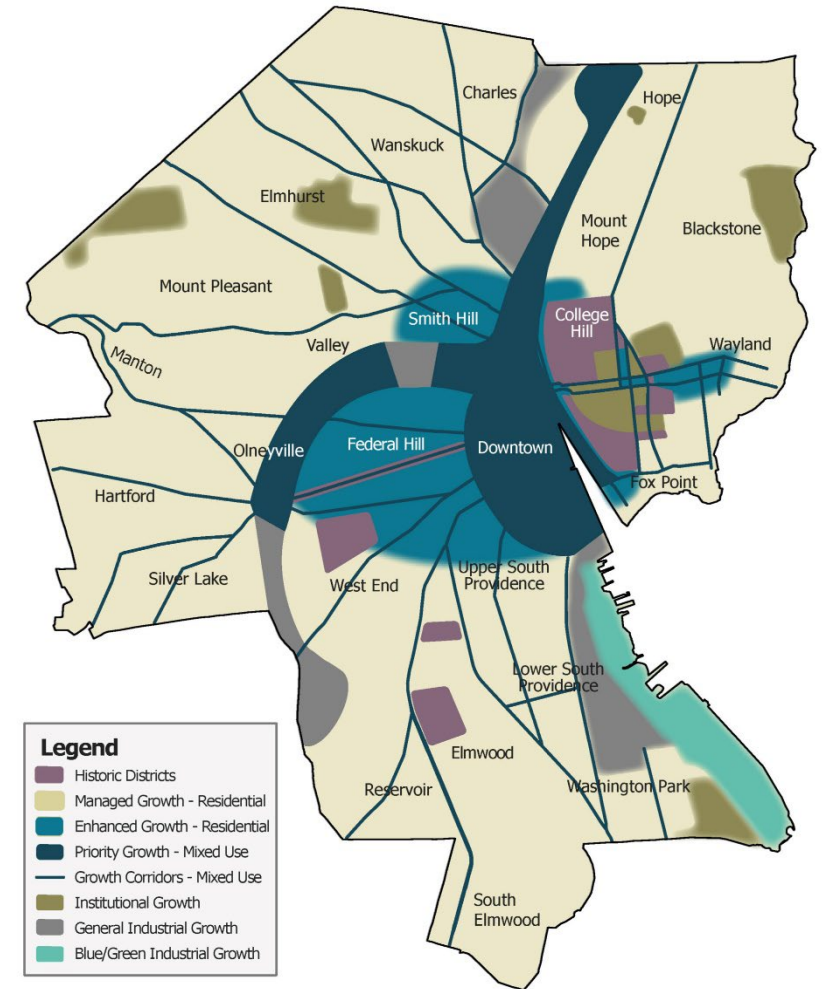 Charles
Hope
Wanskuck
Elmhurst
Mount
Hope
Blackstone
Mount Pleasant
Smith Hill
College
Hill
Wayland
Valley
Manton
Olneyville
Federal Hill
Downtown
Fox Point
Hartford
Silver Lake
West End
Upper South
Providence
Lower South
Providence
Elmwood
Reservoir
Washington Park
South
Elmwood
Legend
Historic Districts
Managed Growth - Residential
Enhanced Growth - Residential
Priority Growth - Mixed Use
Growth Corridors - Mixed Use
Institutional Growth
General Industrial Growth
Blue/Green Industrial Growth